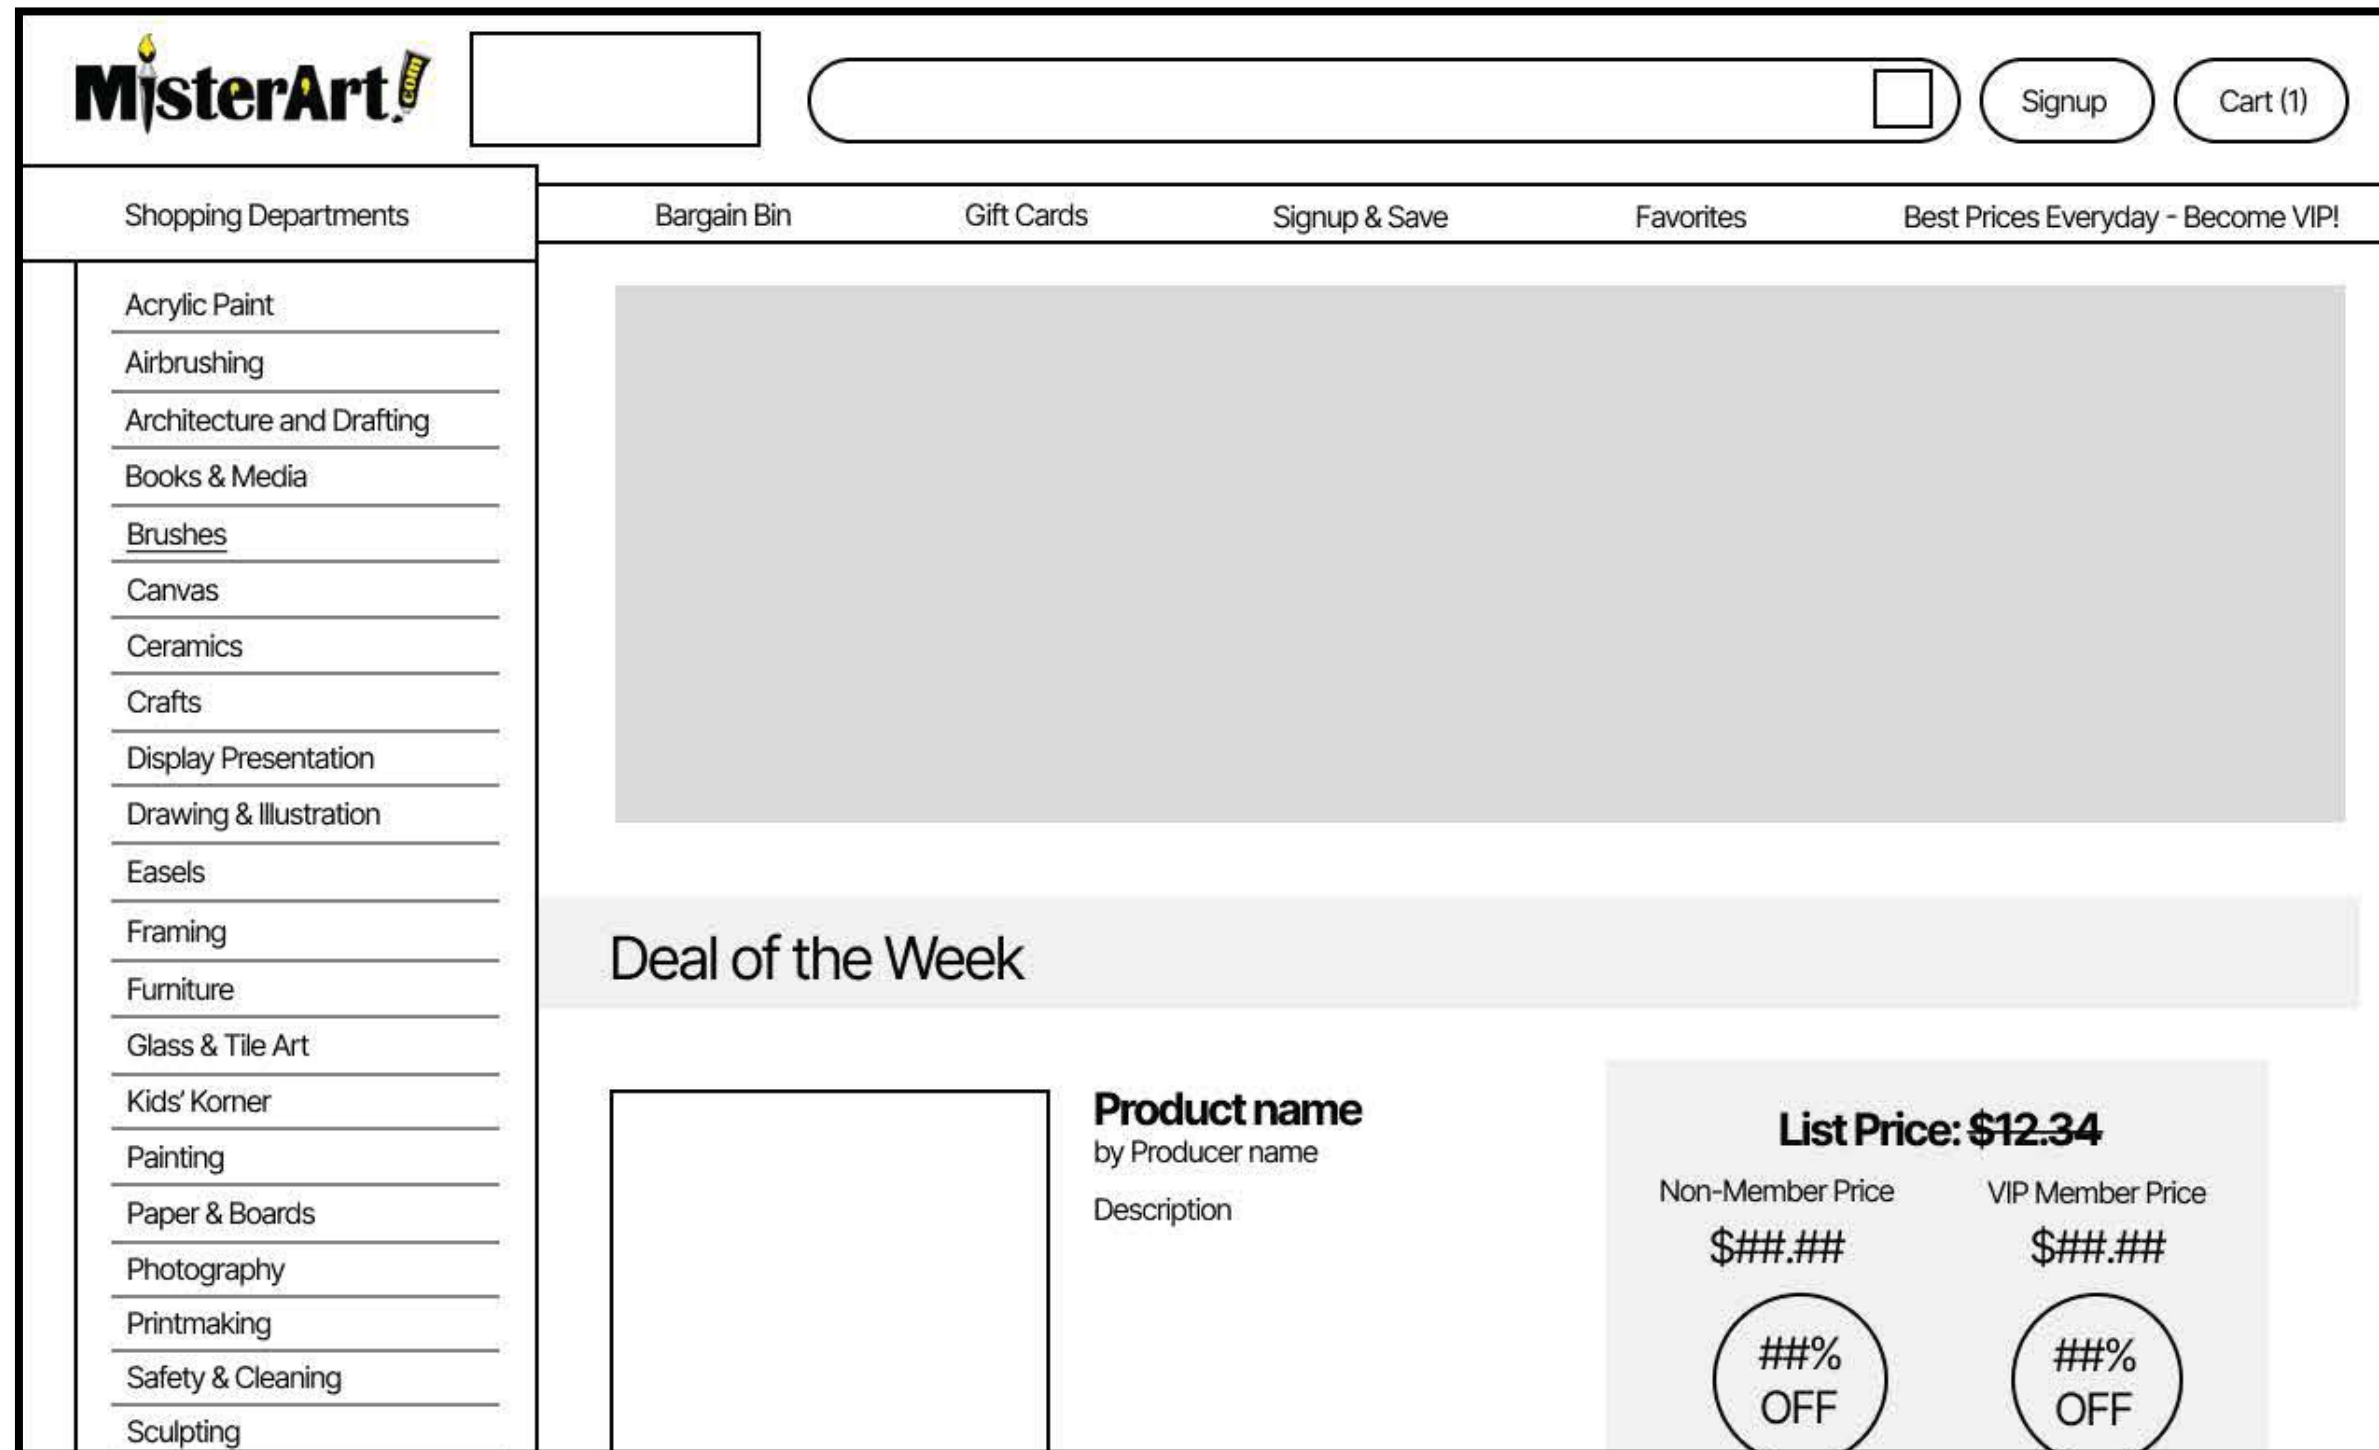 MisterArt.com
Signup
Cart (1)
Shopping Departments
Bargain Bin
Gift Cards
Signup & Save
Favorites
Best Prices Everyday - Become VIP!
Acrylic Paint
Airbrushing
Architecture and Drafting
Books & Media
Brushes
Canvas
Ceramics
Crafts
Display Presentation
Drawing & Illustration
Easels
Framing
Furniture
Glass & Tile Art
Kids’ Korner
Painting
Paper & Boards
Photography
Printmaking
Safety & Cleaning
Sculpting
Deal of the Week
Product name
by Producer name
Description
List Price: $12.34
Non-Member Price
$##.##
##%
OFF
VIP Member Price
$##.##
##%
OFF